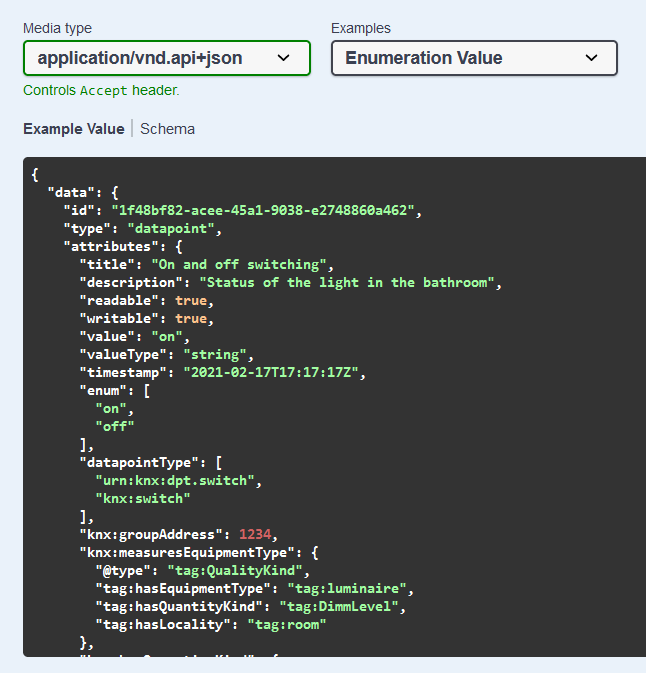 Media type Examples
application/vnd.api+json Enumeration Value
Controls Accept header.
Example Value | Schema
{
  "data": {
    "id": "1f48bf82-acee-45a1-9038-e2748860a462",
    "type": "datapoint",
    "attributes": {
      "title": "On and off switching",
      "description": "Status of the light in the bathroom",
      "readable": true,
      "writable": true,
      "value": "on",
      "valueType": "string",
      "timestamp": "2021-02-17T17:17:17Z",
      "enum": [
        "on",
        "off"
      ],
      "datapointType": [
        "urn:knx:dpt.switch",
        "knx:switch"
      ],
      "knx:groupAddress": 1234,
      "knx:measuresEquipmentType": {
        "@type": "tag:QualityKind",
        "tag:hasEquipmentType": "tag:luminaire",
        "tag:hasQuantityKind": "tag:DimmLevel",
        "tag:hasLocality": "tag:room"
      },